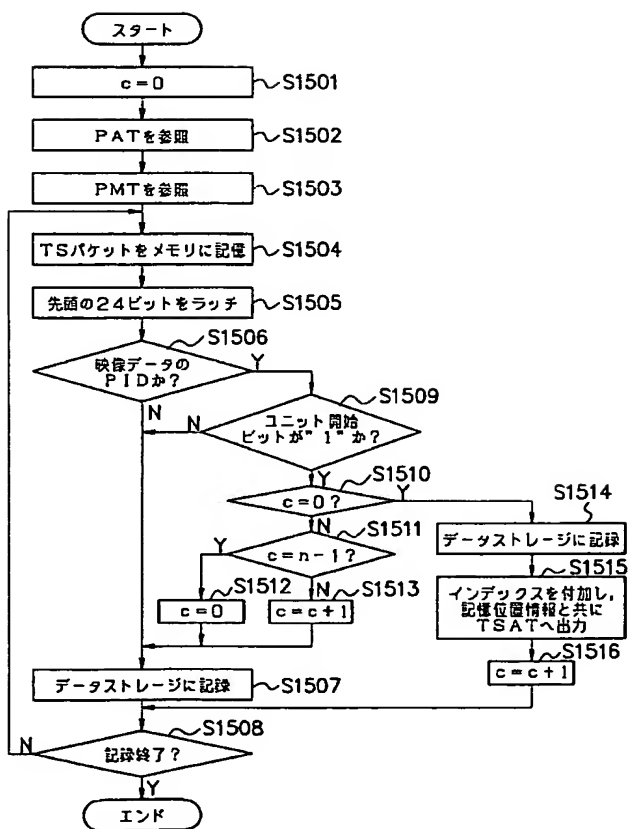 スタート
c=0
S1501
PATを参照
S1502
PMTを参照
S1503
TSパケットをメモリに記憶
S1504
先頭の24ビットをラッチ
S1505
S1506
映像データの
PIDか?
Y
N
S1509
ユニット開始
ビットが"1"か?
N
Y
S1510
c=0?
Y
N
S1511
c=n-1?
Y
N
S1512
c=0
S1513
c=c+1
S1514
データストレージに記録
S1515
インデックスを付加し,
記憶位置情報と共に
TSATへ出力
S1516
c=c+1
データストレージに記録
S1507
S1508
記録終了?
N
Y
エンド